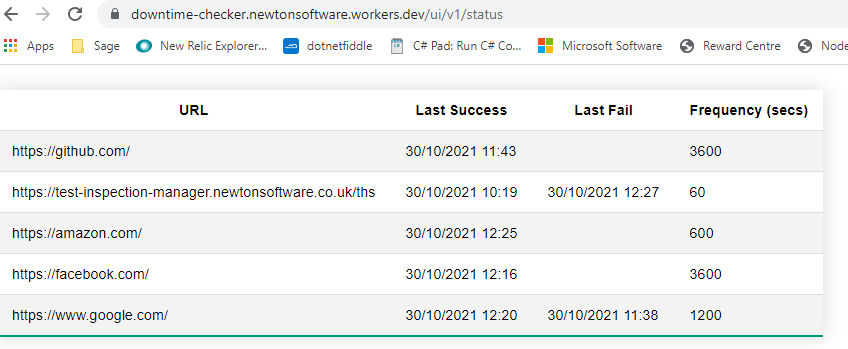 downtime-checker.newtonsoftware.workers.dev/ui/v1/status
Apps Sage New Relic Explorer... dotnetfiddle C# Pad: Run C# Co... Microsoft Software Reward Centre Node
URL Last Success Last Fail Frequency (secs)
https://github.com/ 30/10/2021 11:43 3600
https://test-inspection-manager.newtonsoftware.co.uk/ths 30/10/2021 10:19 30/10/2021 12:27 60
https://amazon.com/ 30/10/2021 12:25 600
https://facebook.com/ 30/10/2021 12:16 3600
https://www.google.com/ 30/10/2021 12:20 30/10/2021 11:38 1200